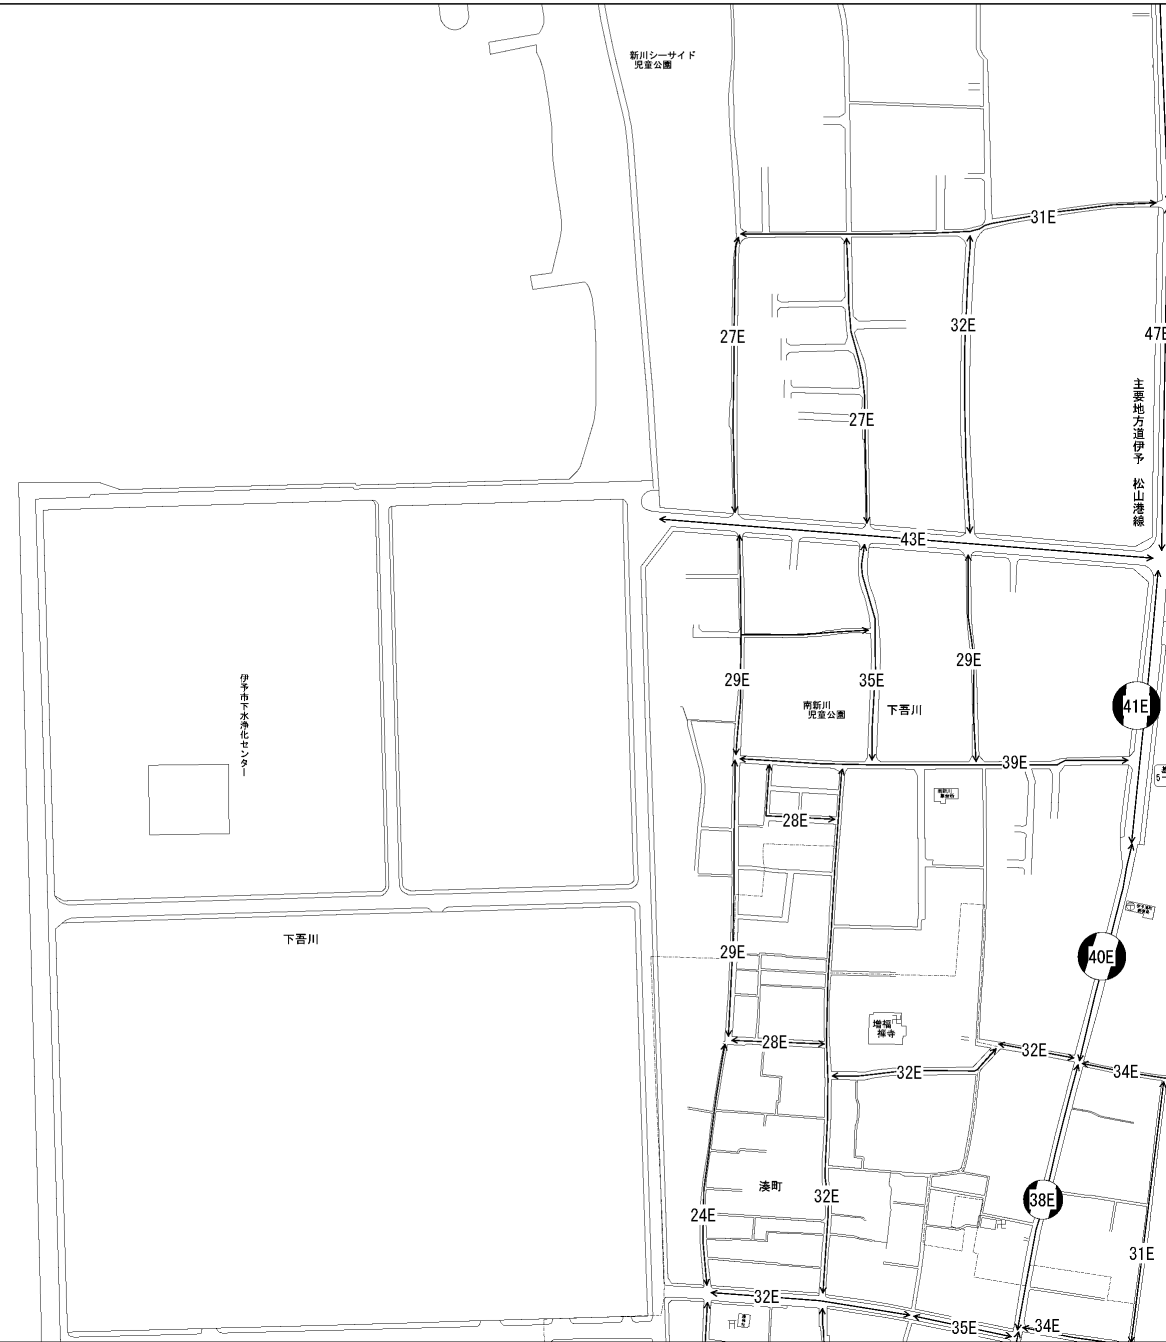 新川シーサイド
児童公園
31E
27E
32E
47E
27E
主要地方道伊予 松山港線
43E
29E
35E
29E
伊予市下水浄化センター
南新川
児童公園
下吾川
41E
39E
28E
下吾川
29E
40E
増福
禅寺
28E
32E
32E
34E
湊町
24E
32E
38E
31E
32E
35E
34E